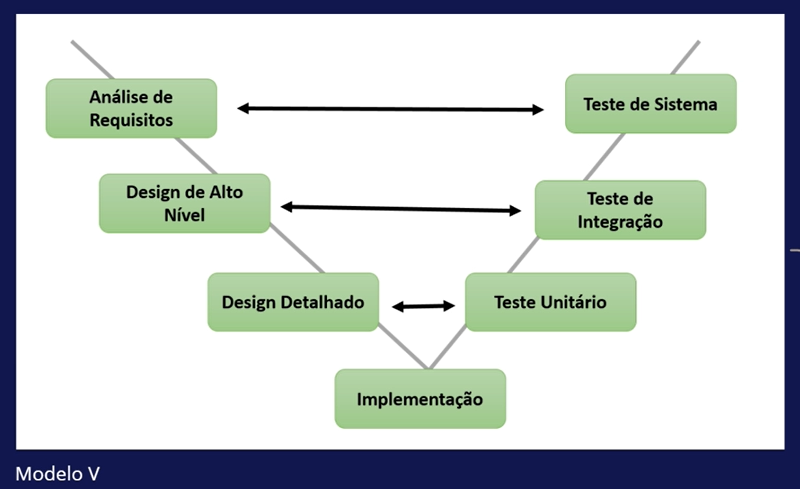 Análise de
Requisitos
Teste de Sistema
Design de Alto
Nível
Teste de
Integração
Design Detalhado
Teste Unitário
Implementação
Modelo V